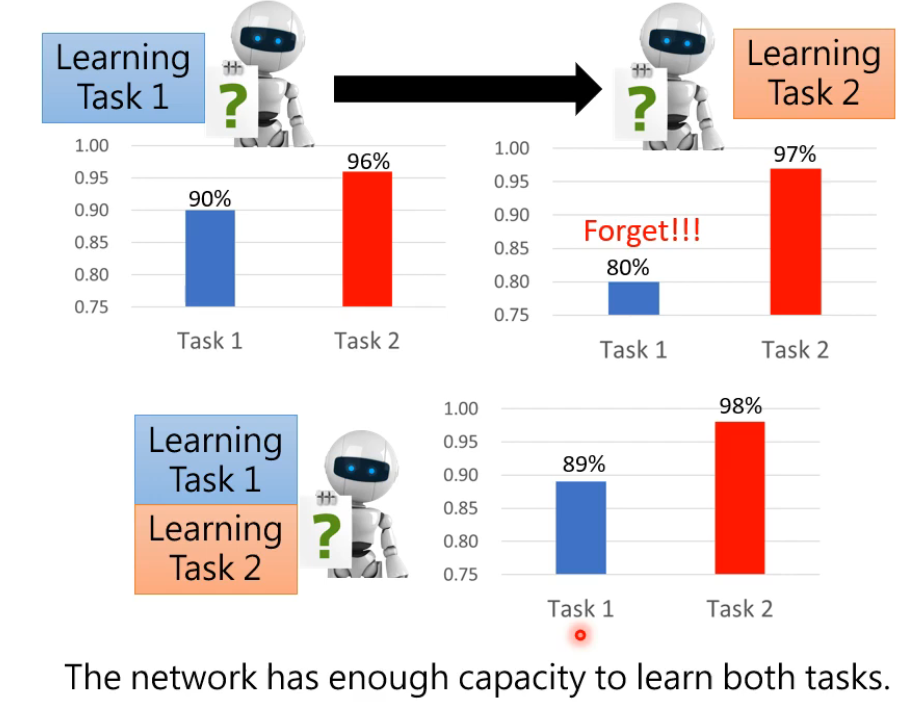 Learning
Task 1
?
?
Learning
Task 2
1.00
0.95
0.90
0.85
0.80
0.75
90%
96%
Task 1
Task 2
1.00
0.95
0.90
0.85
0.80
0.75
Forget!!!
80%
97%
Task 1
Task 2
Learning
Task 1
Learning
Task 2
?
1.00
0.95
0.90
0.85
0.80
0.75
89%
98%
Task 1
Task 2
The network has enough capacity to learn both tasks.